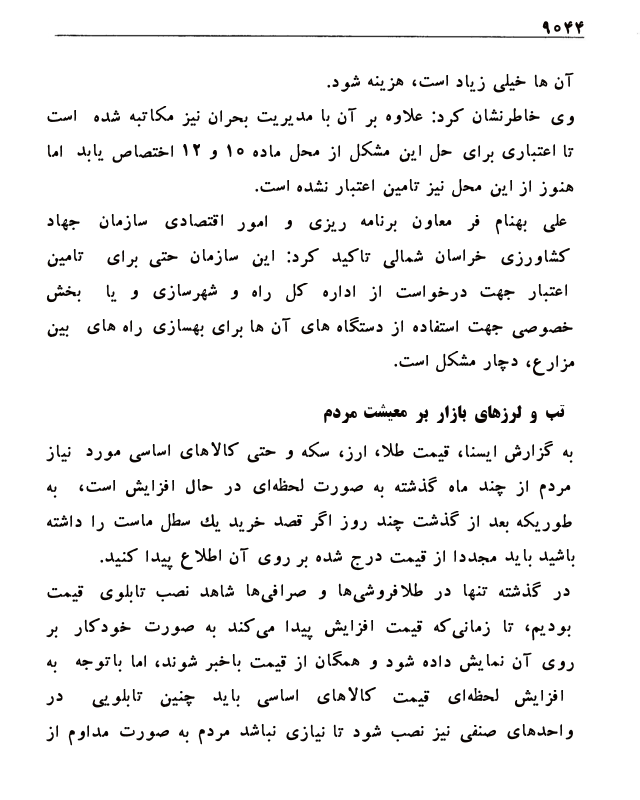 ۹۰۴۴
آن ها خیلی زیاد است، هزینه شود.
وی خاطرنشان کرد: علاوه بر آن با مدیریت بحران نیز مکاتبه شده است
تا اعتباری برای حل این مشکل از محل ماده ۱۰ و ۱۲ اختصاص یابد اما
هنوز از این محل نیز تامین اعتبار نشده است.
علی بهنام فر معاون برنامه ریزی و امور اقتصادی سازمان جهاد
کشاورزی خراسان شمالی تاکید کرد: این سازمان حتی برای تامین
اعتبار جهت درخواست از اداره کل راه و شهرسازی و یا بخش
خصوصی جهت استفاده از دستگاه های آن ها برای بهسازی راه های بین
مزارع، دچار مشکل است.
تب و لرزهای بازار بر معیشت مردم
به گزارش ایسنا، قیمت طلا، ارز، سکه و حتی کالاهای اساسی مورد نیاز
مردم از چند ماه گذشته به صورت لحظه‌ای در حال افزایش است، به
طوریکه بعد از گذشت چند روز اگر قصد خرید یك سطل ماست را داشته
باشید باید مجددا از قیمت درج شده بر روی آن اطلاع پیدا کنید.
در گذشته تنها در طلافروشی‌ها و صرافی‌ها شاهد نصب تابلوی قیمت
بودیم، تا زمانی‌که قیمت افزایش پیدا می‌کند به صورت خودکار بر
روی آن نمایش داده شود و همگان از قیمت باخبر شوند، اما باتوجه به
افزایش لحظه‌ای قیمت کالاهای اساسی باید چنین تابلویی در
واحدهای صنفی نیز نصب شود تا نیازی نباشد مردم به صورت مداوم از